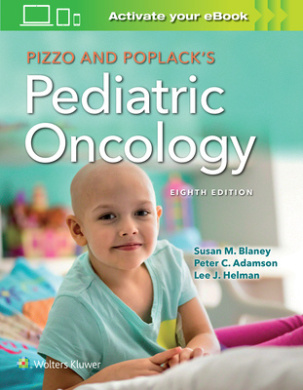 Activate your eBook
PIZZO AND POPLACK'S
Pediatric
Oncology
EIGHTH EDITION
Susan M. Blaney
Peter C. Adamson
Lee J. Helman
Wolters Kluwer